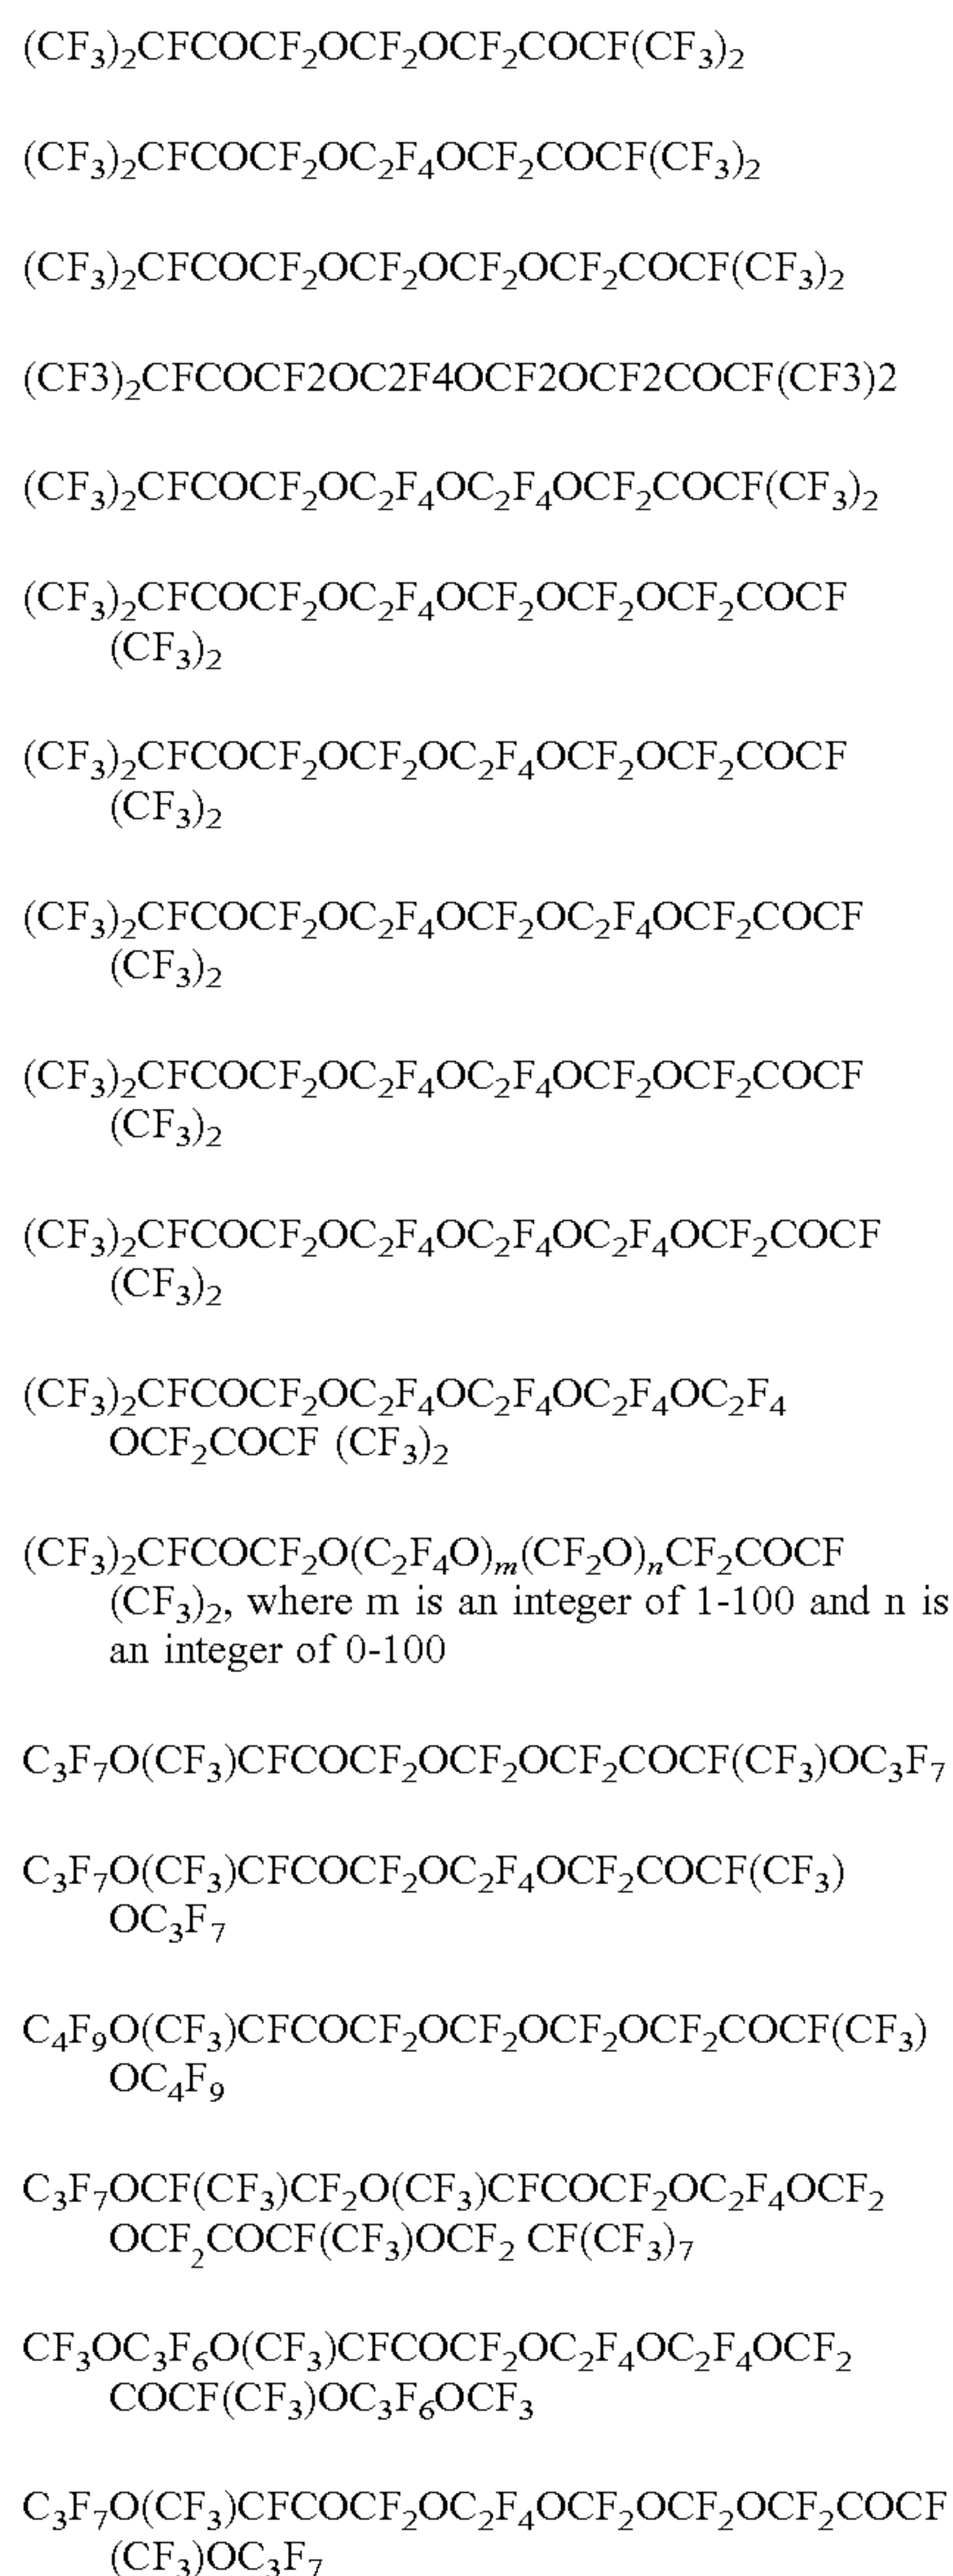 (CF₃)₂CFCOCF₂OCF₂OCF₂COCF(CF₃)₂
(CF₃)₂CFCOCF₂OC₂F₄OCF₂COCF(CF₃)₂
(CF₃)₂CFCOCF₂OCF₂OCF₂OCF₂COCF(CF₃)₂
(CF3)₂CFCOCF2OC2F4OCF2OCF2COCF(CF3)2
(CF₃)₂CFCOCF₂OC₂F₄OC₂F₄OCF₂COCF(CF₃)₂
(CF₃)₂CFCOCF₂OC₂F₄OCF₂OCF₂OCF₂COCF
(CF₃)₂
(CF₃)₂CFCOCF₂OCF₂OC₂F₄OCF₂OCF₂COCF
(CF₃)₂
(CF₃)₂CFCOCF₂OC₂F₄OCF₂OC₂F₄OCF₂COCF
(CF₃)₂
(CF₃)₂CFCOCF₂OC₂F₄OC₂F₄OCF₂OCF₂COCF
(CF₃)₂
(CF₃)₂CFCOCF₂OC₂F₄OC₂F₄OC₂F₄OCF₂COCF
(CF₃)₂
(CF₃)₂CFCOCF₂OC₂F₄OC₂F₄OC₂F₄OC₂F₄
OCF₂COCF (CF₃)₂
(CF₃)₂CFCOCF₂O(C₂F₄O)ₘ(CF₂O)ₙCF₂COCF
(CF₃)₂, where m is an integer of 1-100 and n is
an integer of 0-100
C₃F₇O(CF₃)CFCOCF₂OCF₂OCF₂COCF(CF₃)OC₃F₇
C₃F₇O(CF₃)CFCOCF₂OC₂F₄OCF₂COCF(CF₃)
OC₃F₇
C₄F₉O(CF₃)CFCOCF₂OCF₂OCF₂OCF₂COCF(CF₃)
OC₄F₉
C₃F₇OCF(CF₃)CF₂O(CF₃)CFCOCF₂OC₂F₄OCF₂
OCF₂COCF(CF₃)OCF₂ CF(CF₃)₇
CF₃OC₃F₆O(CF₃)CFCOCF₂OC₂F₄OC₂F₄OCF₂
COCF(CF₃)OC₃F₆OCF₃
C₃F₇O(CF₃)CFCOCF₂OC₂F₄OCF₂OCF₂OCF₂COCF
(CF₃)OC₃F₇